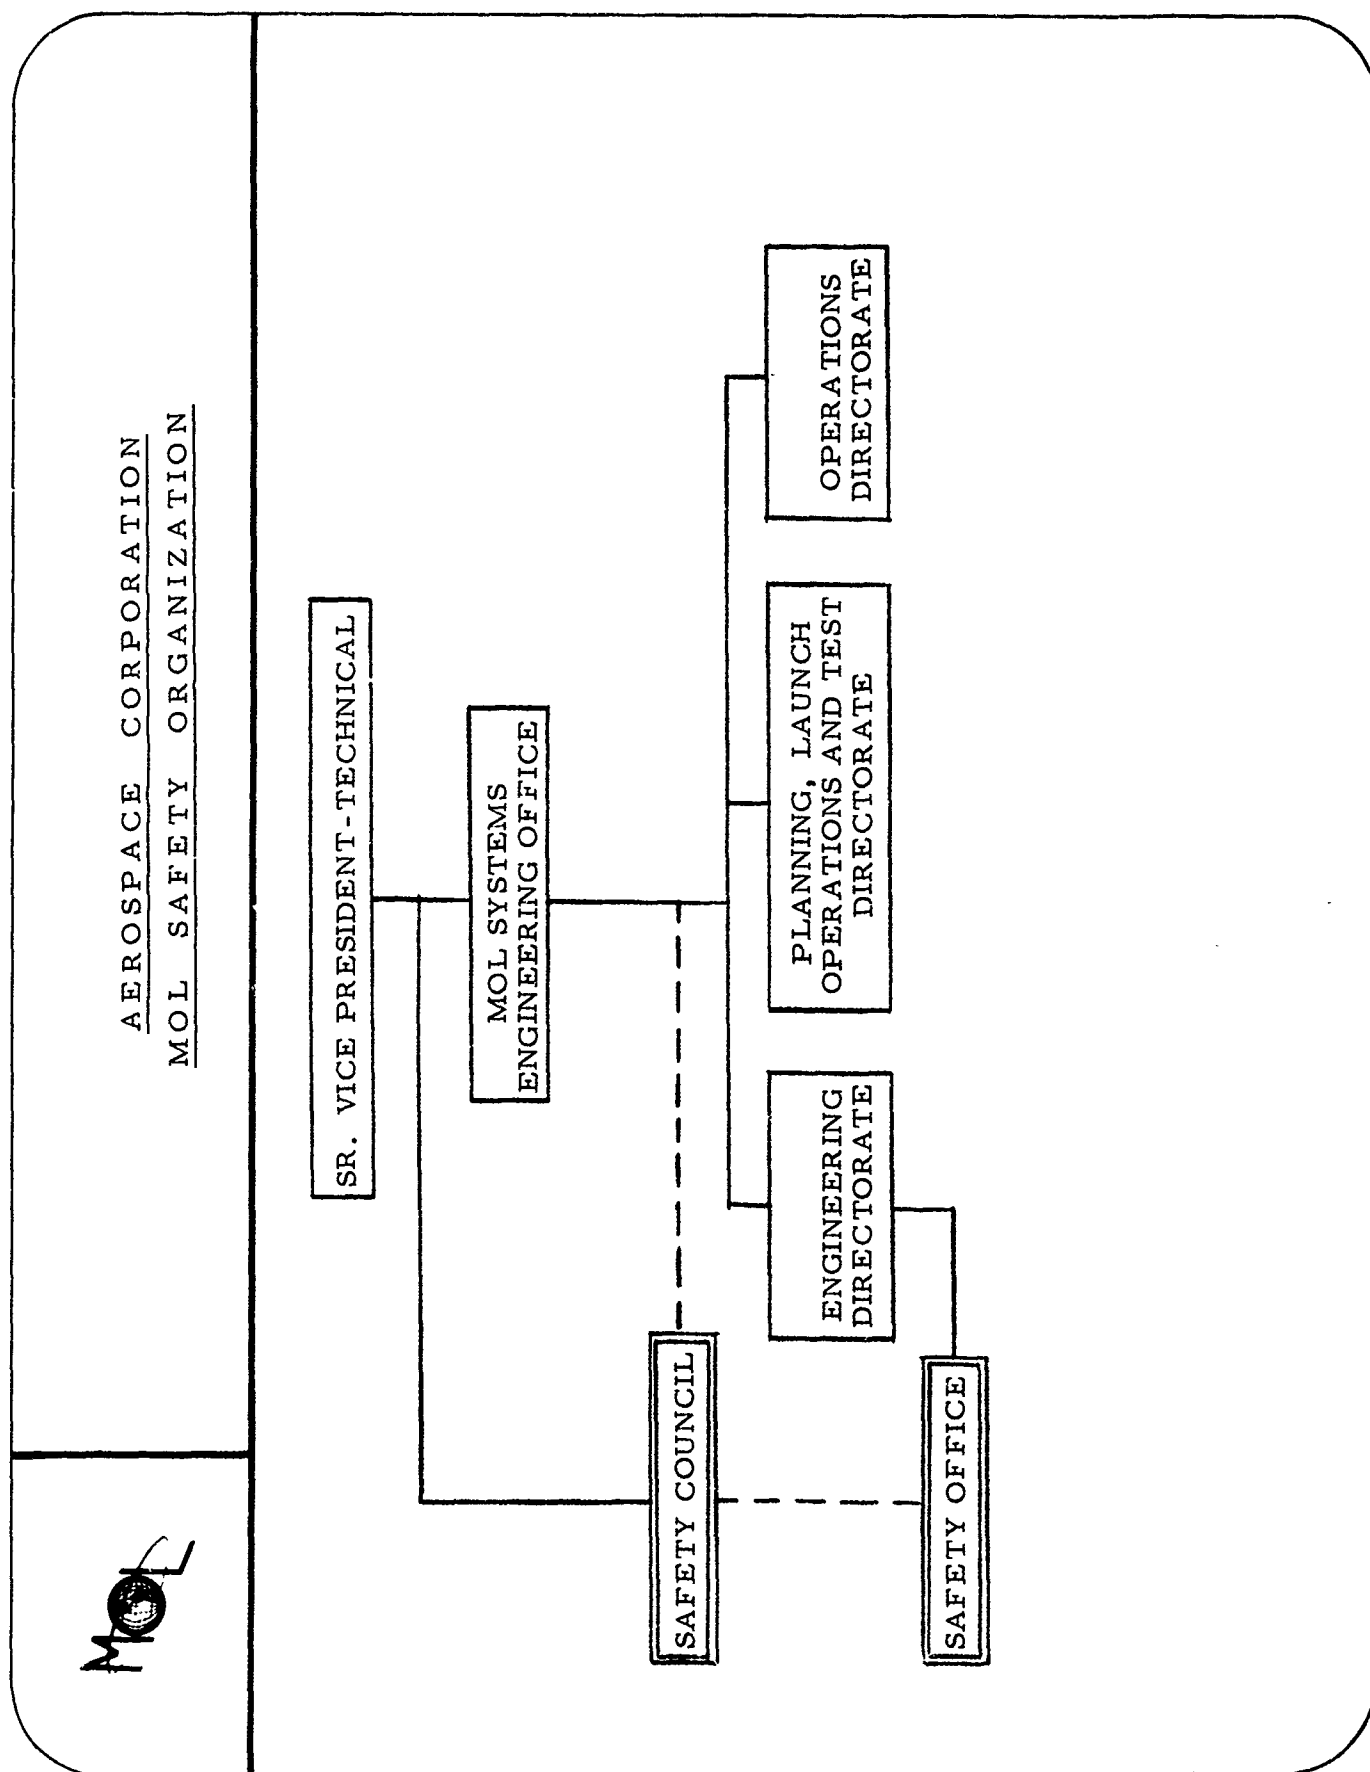 MOL
AEROSPACE CORPORATION
MOL SAFETY ORGANIZATION
SR. VICE PRESIDENT-TECHNICAL
MOL SYSTEMS
ENGINEERING OFFICE
SAFETY COUNCIL
ENGINEERING
DIRECTORATE
PLANNING, LAUNCH
OPERATIONS AND TEST
DIRECTORATE
OPERATIONS
DIRECTORATE
SAFETY OFFICE